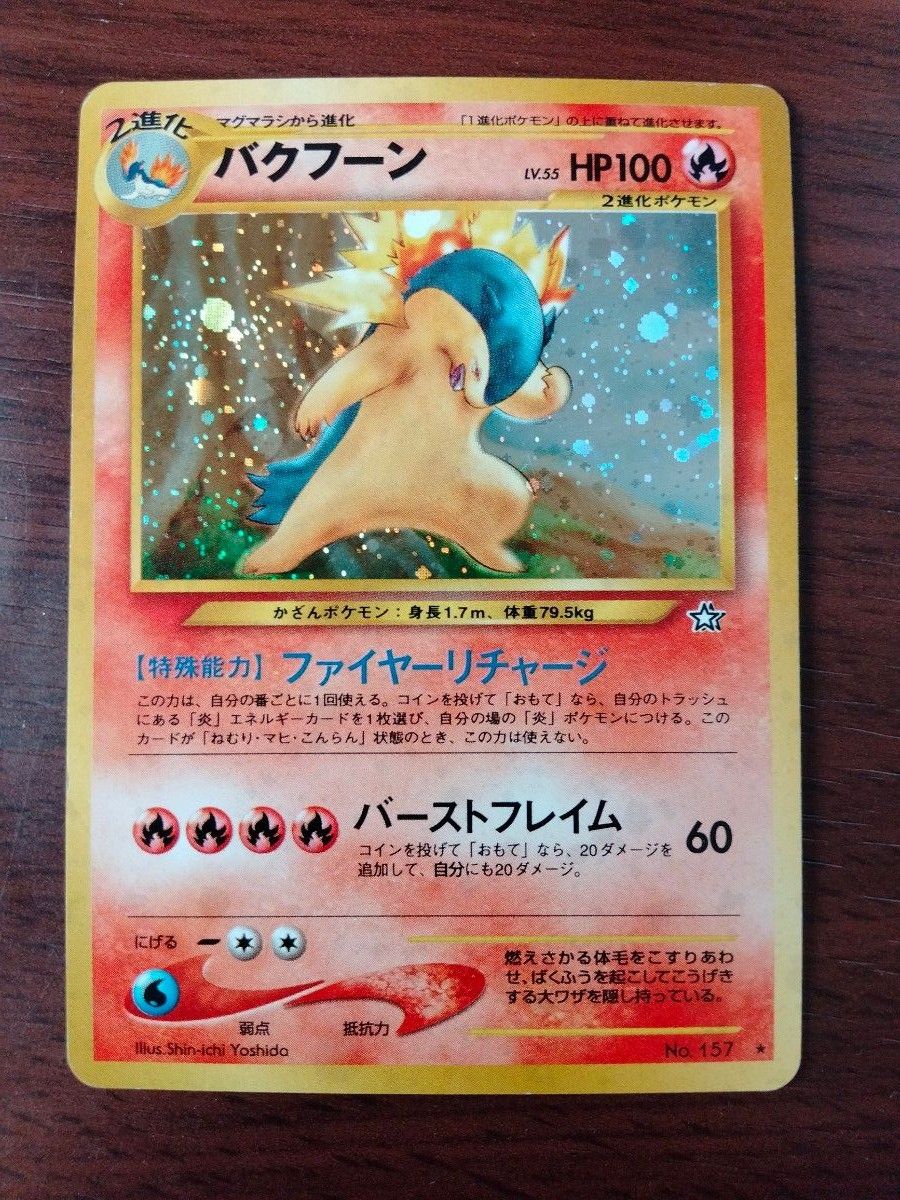 2進化
マグマラシから進化
「1進化ポケモン」の上に重ねて進化させます。
バクフーン
LV.55 HP100
2進化ポケモン
かざんポケモン:身長1.7m、体重79.5kg
【特殊能力】ファイヤーリチャージ
この力は、自分の番ごとに1回使える。コインを投げて「おもて」なら、自分のトラッシュ
にある「炎」エネルギーカードを1枚選び、自分の場の「炎」ポケモンにつける。この
カードが「ねむり・マヒ・こんらん」状態のとき、この力は使えない。
バーストフレイム
60
コインを投げて「おもて」なら、20ダメージを
追加して、自分にも20ダメージ。
にげる
弱点
抵抗力
燃えさかる体毛をこすりあわ
せ、ばくふうを起こしてこうげき
する大ワザを隠し持っている。
Illus.Shin-ichi Yoshida
No. 157 ★